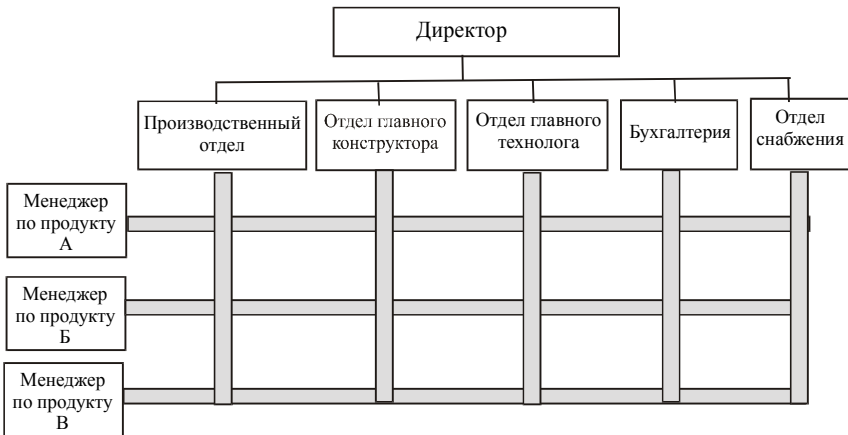 Директор
Производственный
отдел
Отдел главного
конструктора
Отдел главного
технолога
Бухгалтерия
Отдел
снабжения
Менеджер
по продукту
А
Менеджер
по продукту
Б
Менеджер
по продукту
В